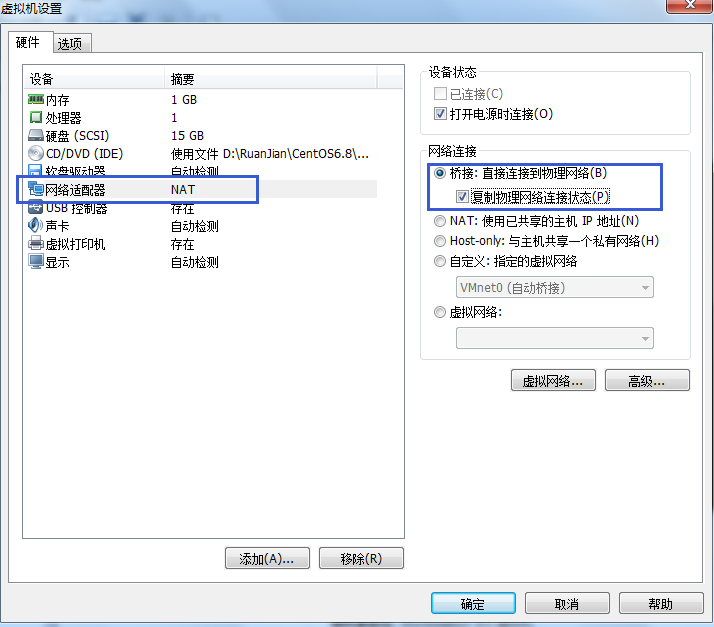 虚拟机设置
硬件 选项
设备 摘要
内存 1 GB
处理器 1
硬盘 (SCSI) 15 GB
CD/DVD (IDE) 使用文件 D:\RuanJian\CentOS6.8\...
软盘驱动器 自动检测
网络适配器 NAT
USB 控制器 存在
声卡 自动检测
虚拟打印机 存在
显示 自动检测
添加(A)... 移除(R)
设备状态
已连接(C)
打开电源时连接(O)
网络连接
桥接: 直接连接到物理网络(B)
复制物理网络连接状态(P)
NAT: 使用已共享的主机 IP 地址(N)
Host-only: 与主机共享一个私有网络(H)
自定义: 指定的虚拟网络
VMnet0 (自动桥接)
虚拟网络:
虚拟网络... 高级...
确定 取消 帮助